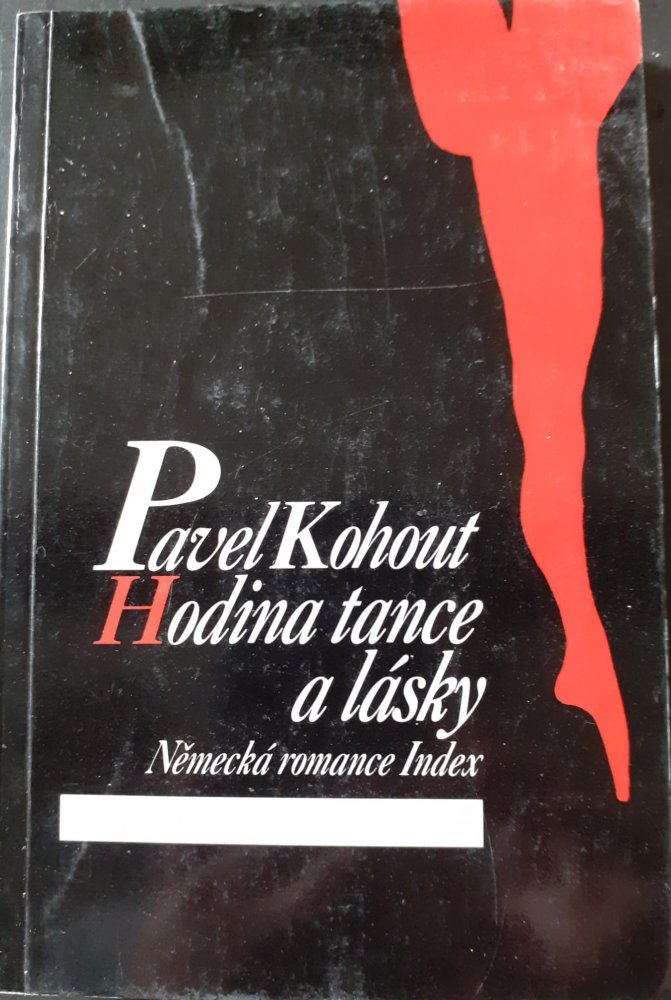 Pavel Kohout
Hodina tance
a lásky
Německá romance Index